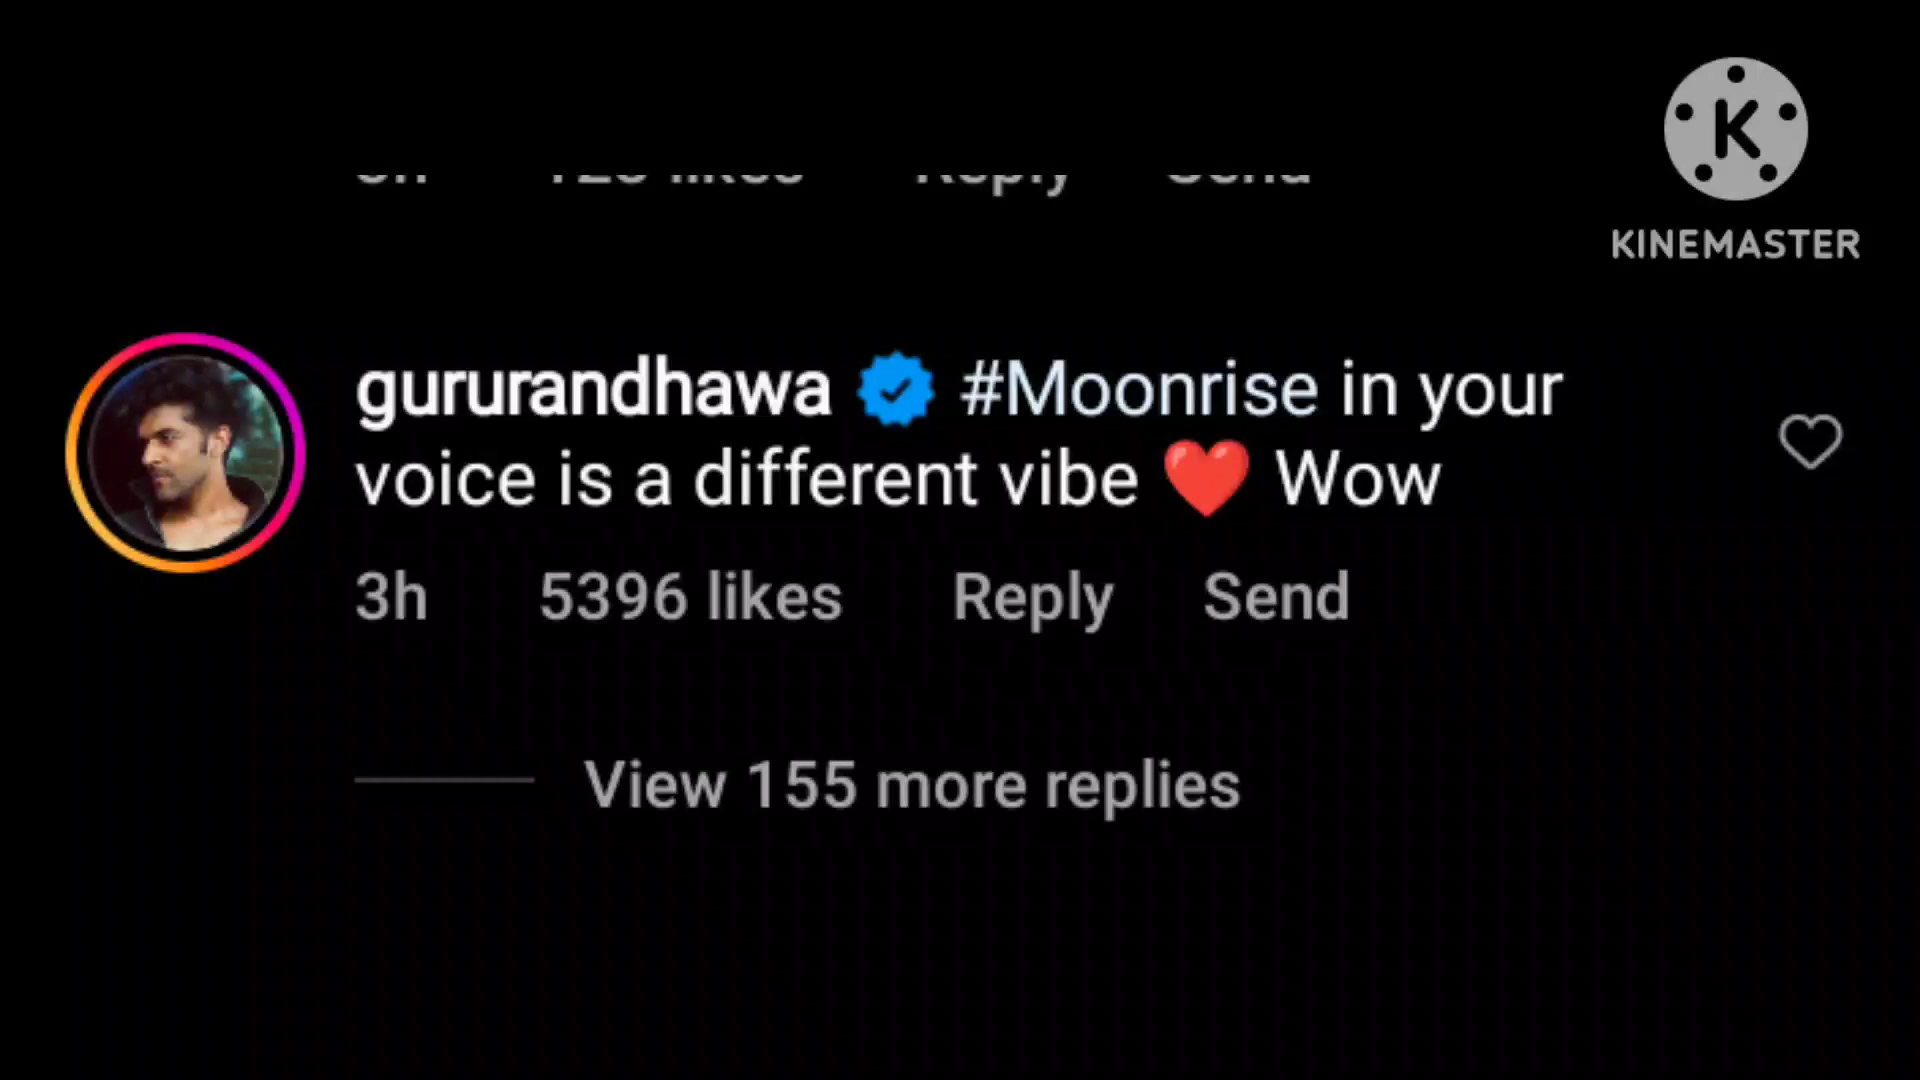 KINEMASTER
gururandhawa #Moonrise in your
voice is a different vibe ❤️ Wow
3h 5396 likes Reply Send
View 155 more replies